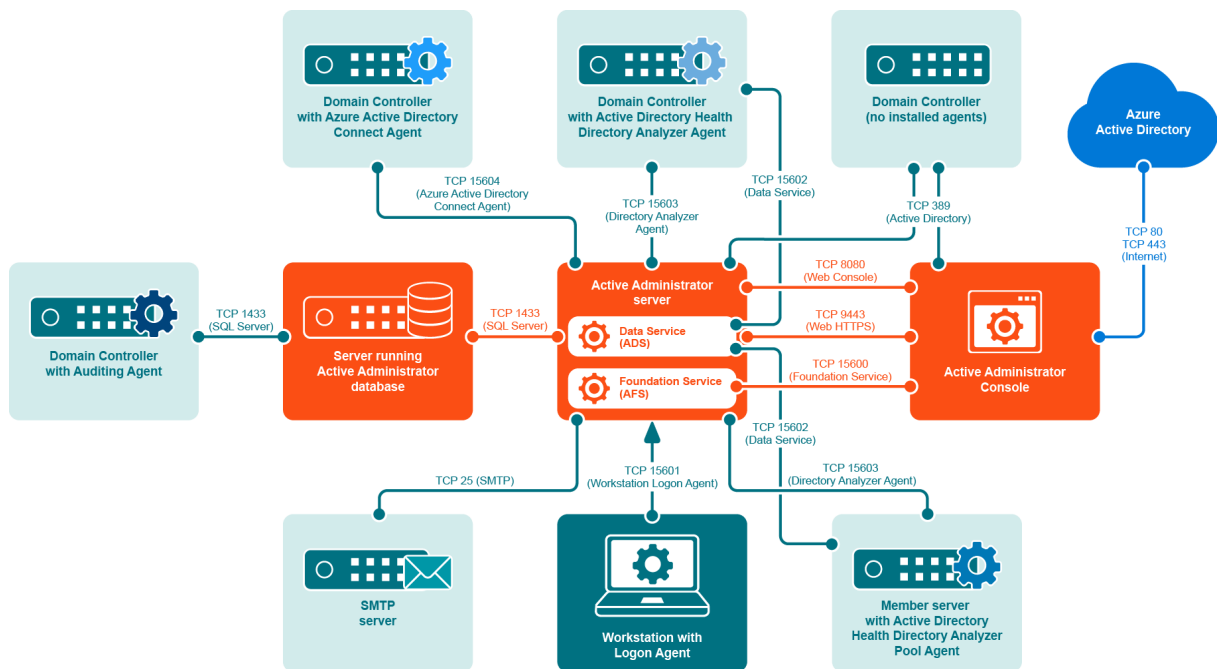 Domain Controller
with Azure Active Directory
Connect Agent
Domain Controller
with Active Directory Health
Directory Analyzer Agent
Domain Controller
(no installed agents)
Azure
Active Directory
TCP 15604
(Azure Active Directory
Connect Agent)
TCP 15603
(Directory Analyzer
Agent)
TCP 15602
(Data Service)
TCP 389
(Active Directory)
TCP 80
TCP 443
(Internet)
Domain Controller
with Auditing Agent
TCP 1433
(SQL Server)
Server running
Active Administrator
database
TCP 1433
(SQL Server)
Active Administrator
server
Data Service
(ADS)
Foundation Service
(AFS)
TCP 8080
(Web Console)
TCP 9443
(Web HTTPS)
TCP 15600
(Foundation Service)
Active Administrator
Console
TCP 25 (SMTP)
TCP 15601
(Workstation Logon Agent)
TCP 15602
(Data Service)
TCP 15603
(Directory Analyzer Agent)
SMTP
server
Workstation with
Logon Agent
Member server
with Active Directory
Health Directory Analyzer
Pool Agent